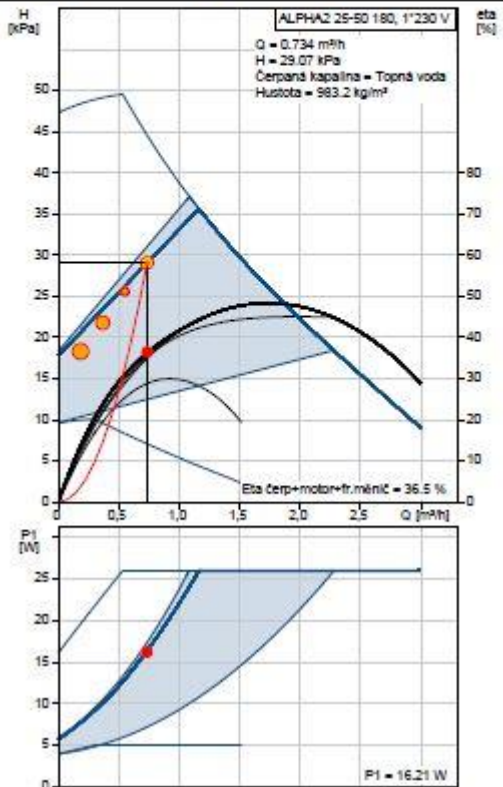 H
[kPa]
ALPHA2 25-50 180, 1*230 V
eta
[%]
Q = 0.734 m³/h
H = 29.07 kPa
Čerpaná kapalina = Topná voda
Hustota = 983.2 kg/m³
50
45
40
35
30
25
20
15
10
5
0
80
70
60
50
40
30
20
10
0
Eta čerp+motor+fr.měnič = 36.5 %
0,5
1,0
1,5
2,0
2,5
Q [m³/h]
P1
[W]
25
20
15
10
5
0
P1 = 16.21 W